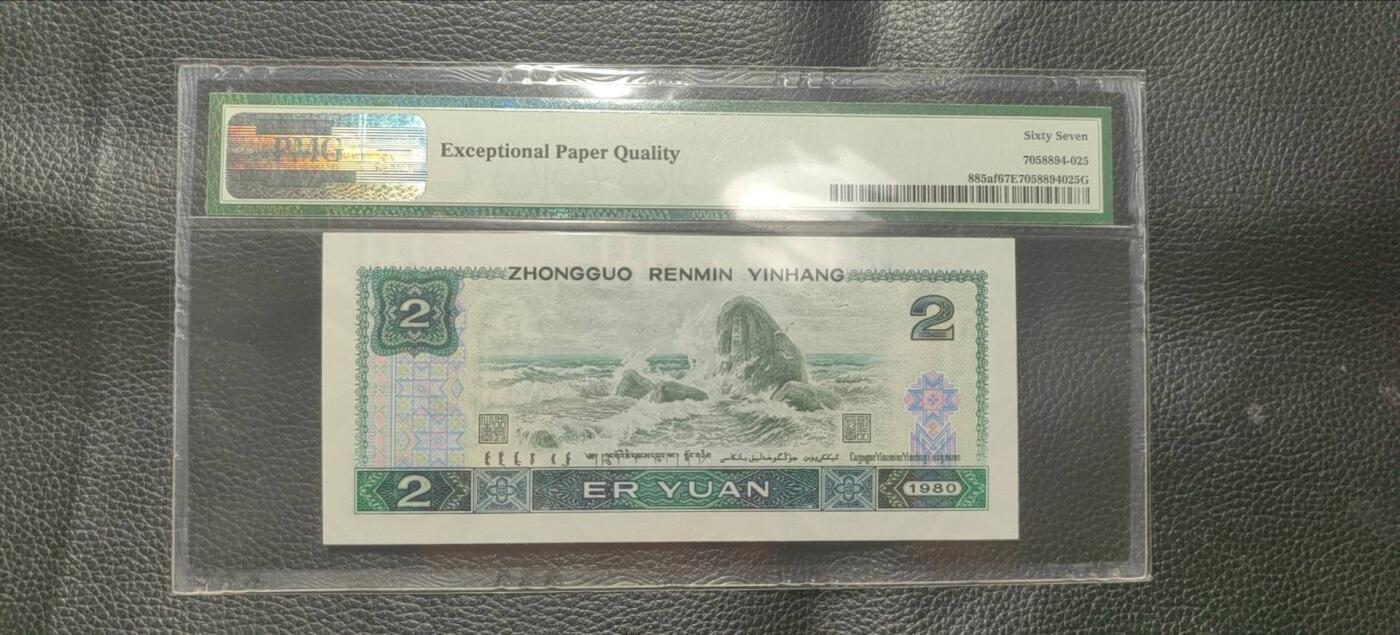 PMG
Exceptional Paper Quality
Sixty Seven
7058894-025
885af67E7058894025G
ZHONGGUO RENMIN YINHANG
2
2
2
ER YUAN
1980